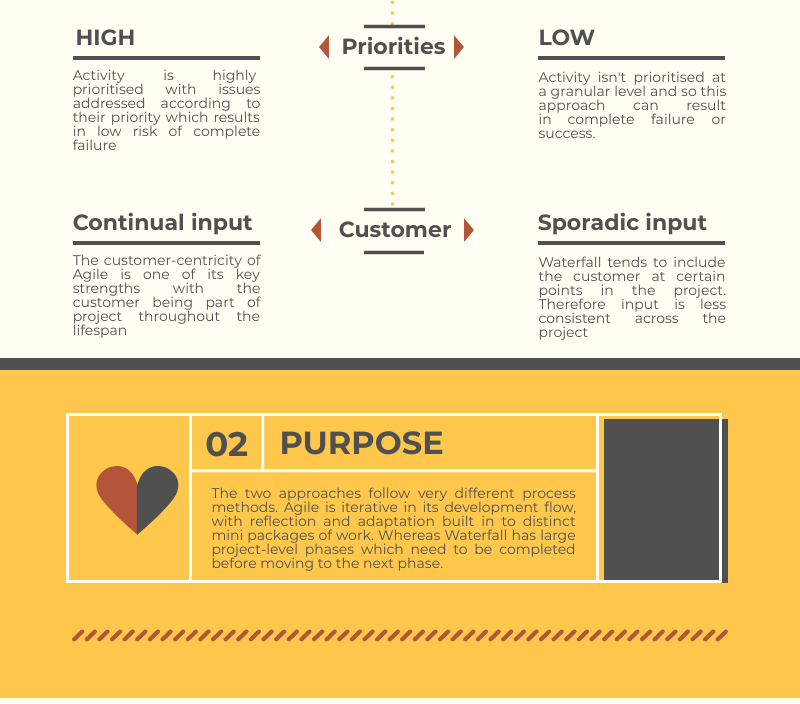 HIGH
Activity is highly
prioritised with issues
addressed according to
their priority which results
in low risk of complete
failure
Priorities
LOW
Activity isn't prioritised at
a granular level and so this
approach can result
in complete failure or
success.
Continual input
The customer-centricity of
Agile is one of its key
strengths with the
customer being part of
project throughout the
lifespan
Customer
Sporadic input
Waterfall tends to include
the customer at certain
points in the project.
Therefore input is less
consistent across the
project
02
PURPOSE
The two approaches follow very different process
methods. Agile is iterative in its development flow,
with reflection and adaptation built in to distinct
mini packages of work. Whereas Waterfall has large
project-level phases which need to be completed
before moving to the next phase.